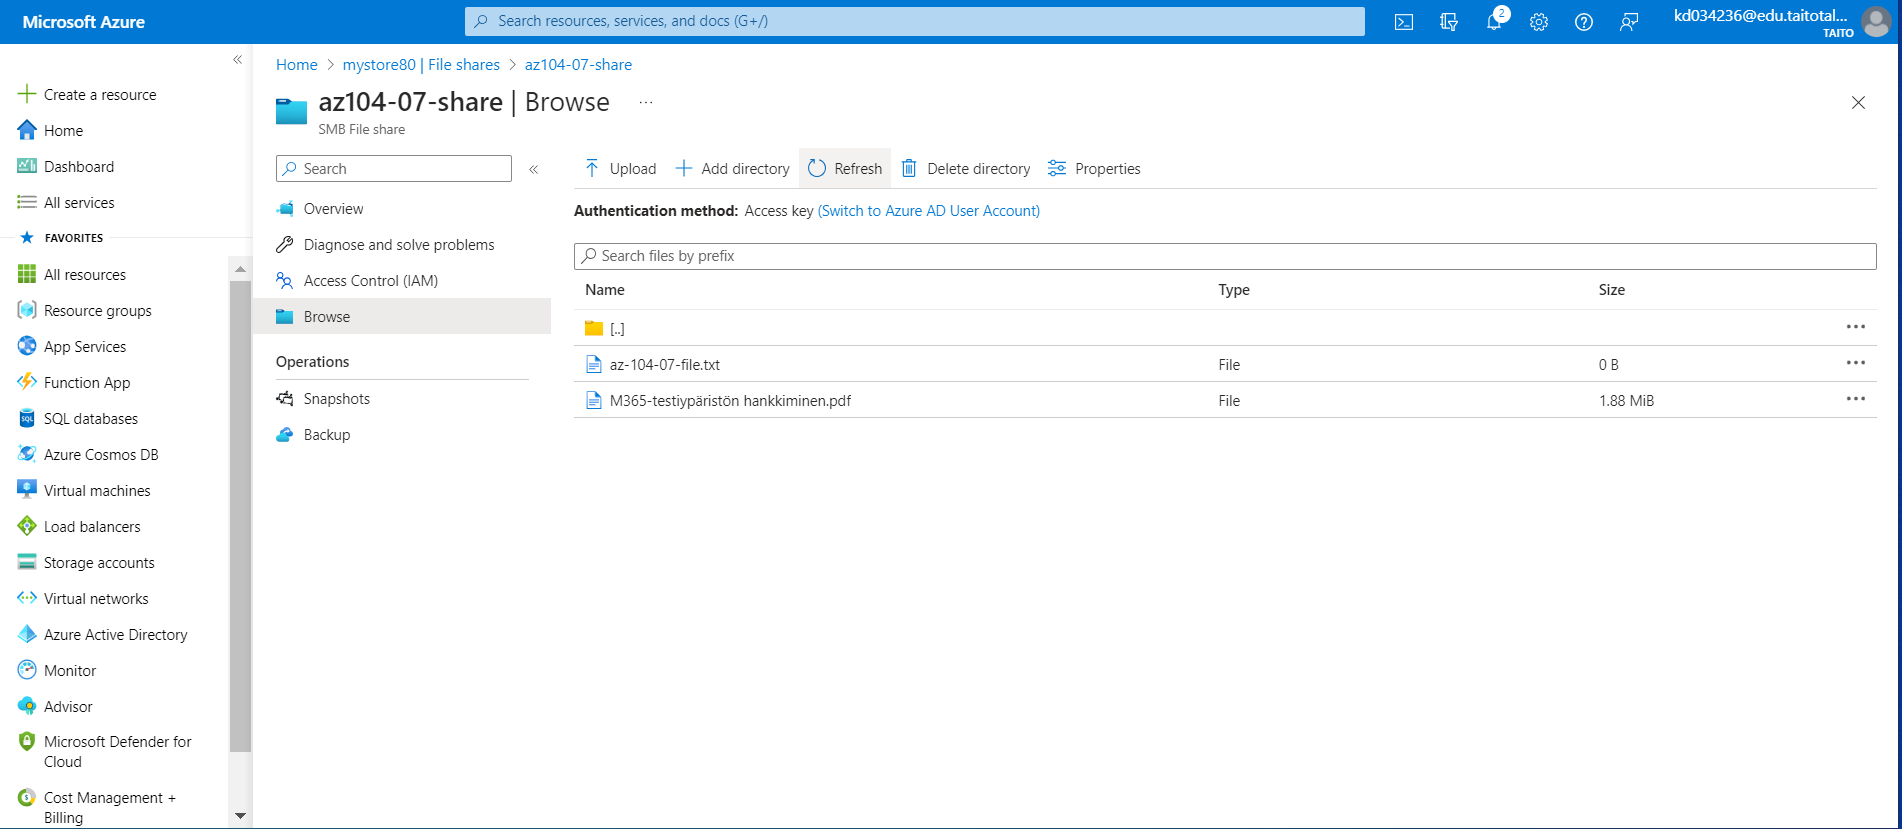 Microsoft Azure
Search resources, services, and docs (G+/)
2
kd034236@edu.taitotal...
TAITO
Create a resource
Home
Dashboard
All services
FAVORITES
All resources
Resource groups
App Services
Function App
SQL databases
Azure Cosmos DB
Virtual machines
Load balancers
Storage accounts
Virtual networks
Azure Active Directory
Monitor
Advisor
Microsoft Defender for
Cloud
Cost Management +
Billing
Home > mystore80 | File shares > az104-07-share
az104-07-share | Browse ...
SMB File share
Search
Overview
Diagnose and solve problems
Access Control (IAM)
Browse
Operations
Snapshots
Backup
Upload Add directory Refresh Delete directory Properties
Authentication method: Access key (Switch to Azure AD User Account)
Search files by prefix
Name Type Size
[..]
az-104-07-file.txt File 0 B
M365-testiypäristön hankkiminen.pdf File 1.88 MiB